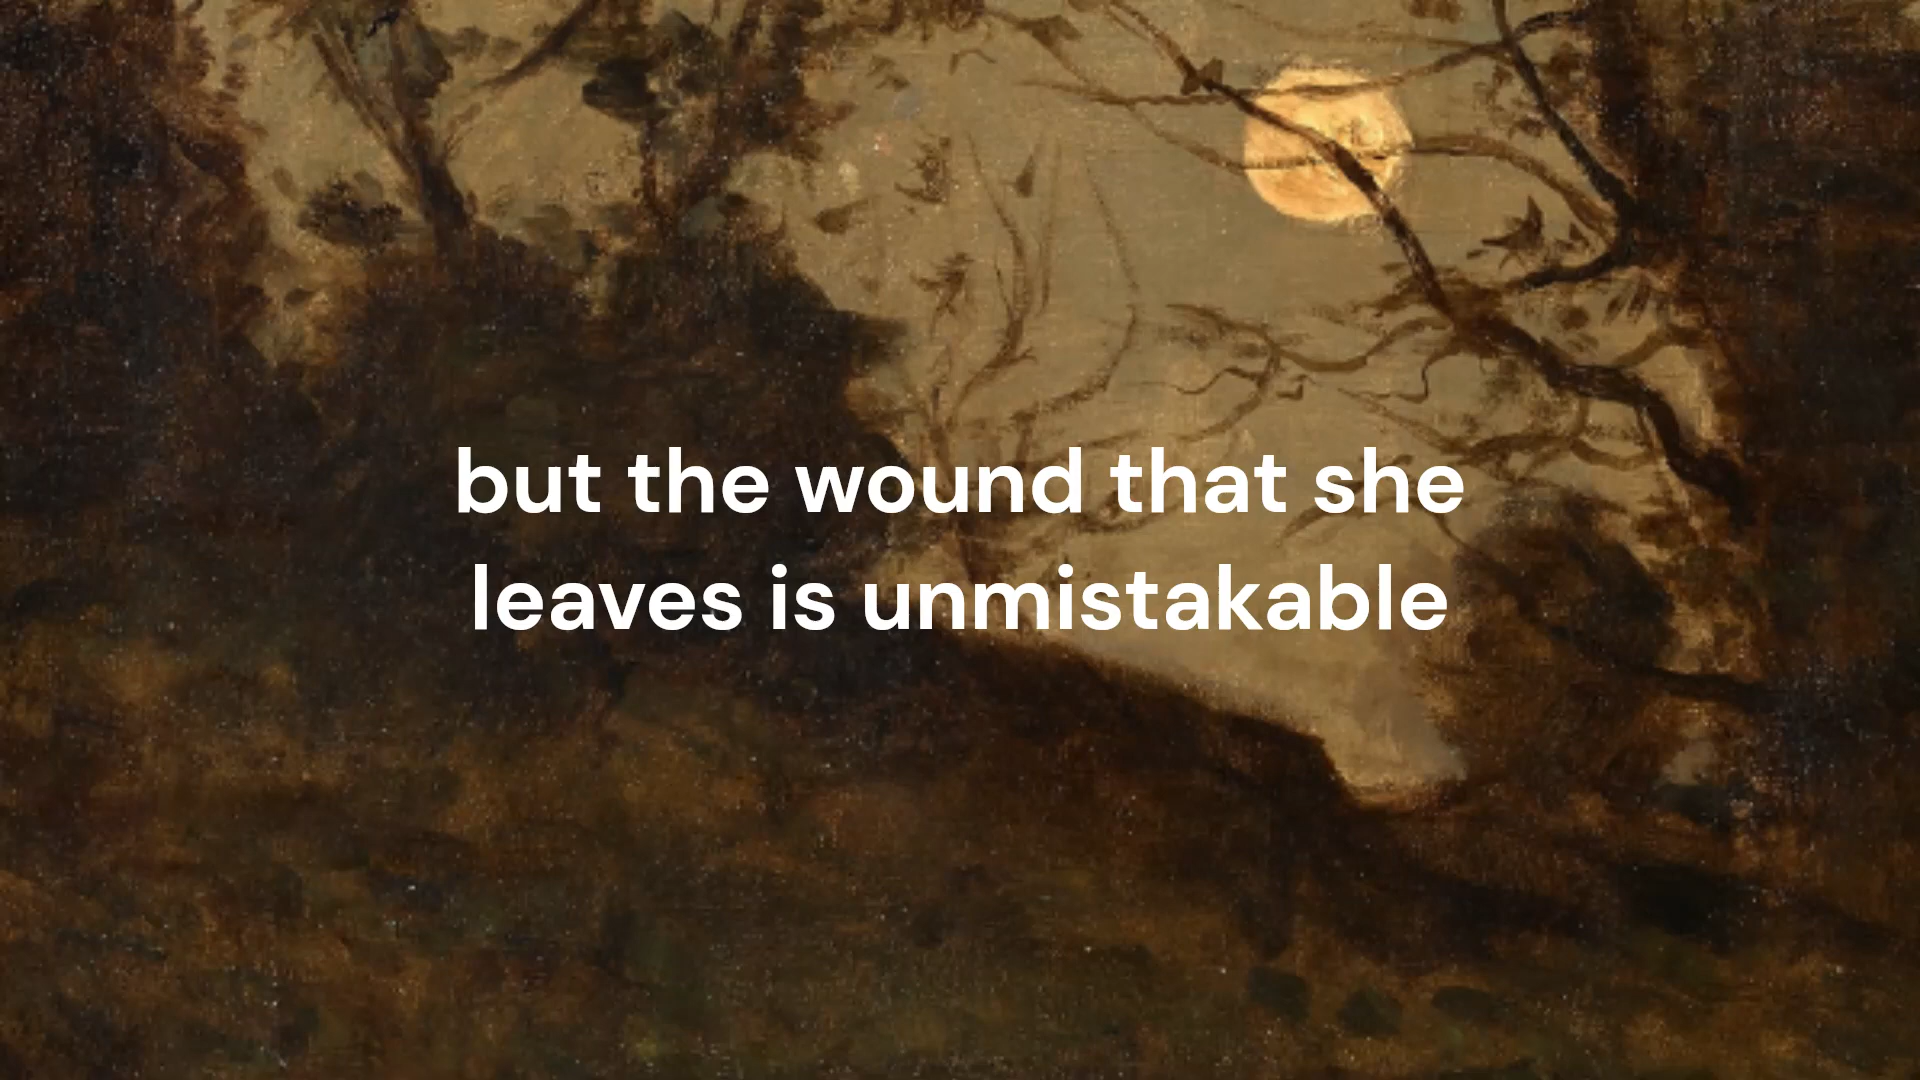 but the wound that she
leaves is unmistakable